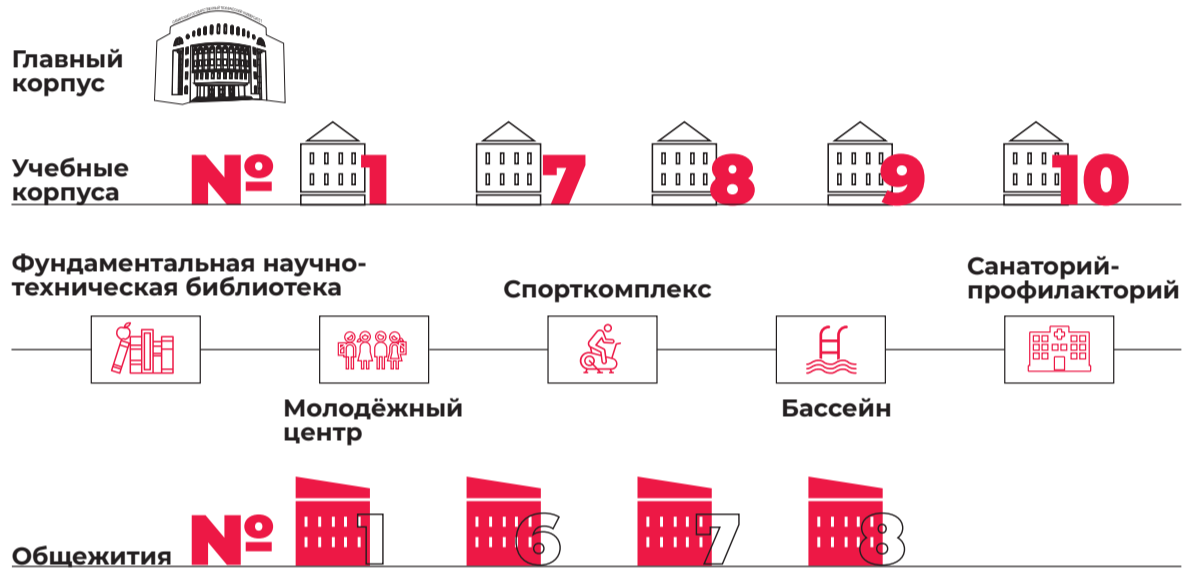 Главный
корпус
Учебные
корпуса
№ 1 7 8 9 10
Фундаментальная научно-
техническая библиотека
Спорткомплекс
Санаторий-
профилакторий
Молодёжный
центр
Бассейн
Общежития
№ 1 6 7 8